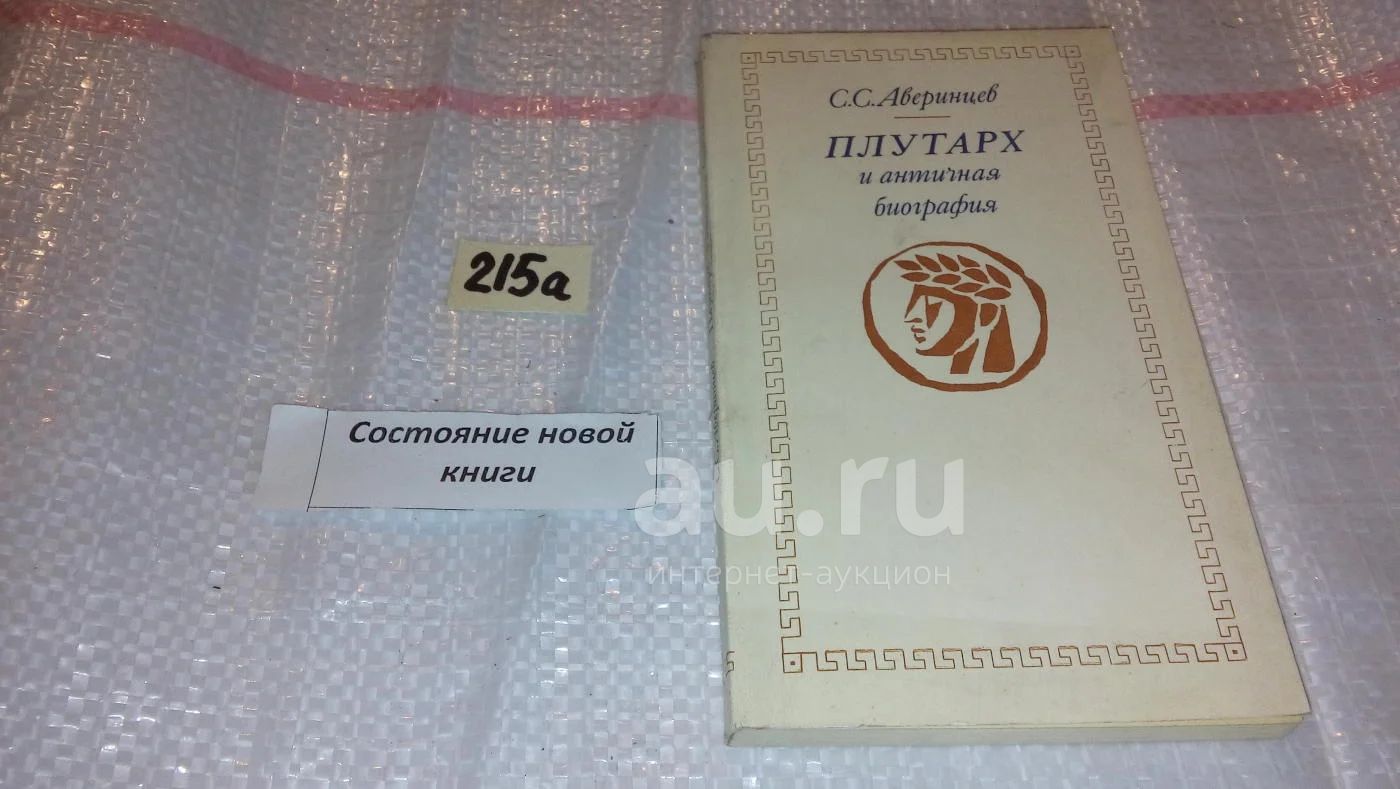 С.С.Аверинцев
ПЛУТАРХ
и античная
биография
215а
Состояние новой
книги
au.ru
интернет-аукцион